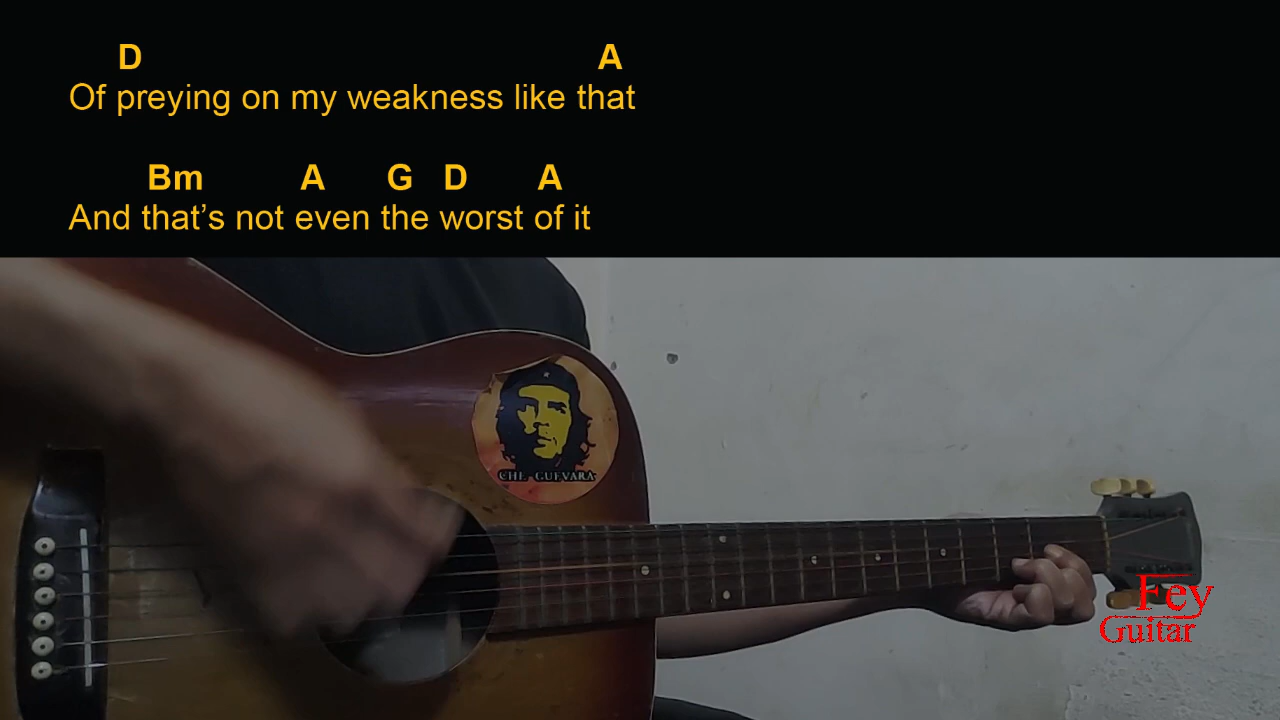 D A
Of preying on my weakness like that
Bm A G D A
And that’s not even the worst of it
CHE GUEVARA
Fey
Guitar